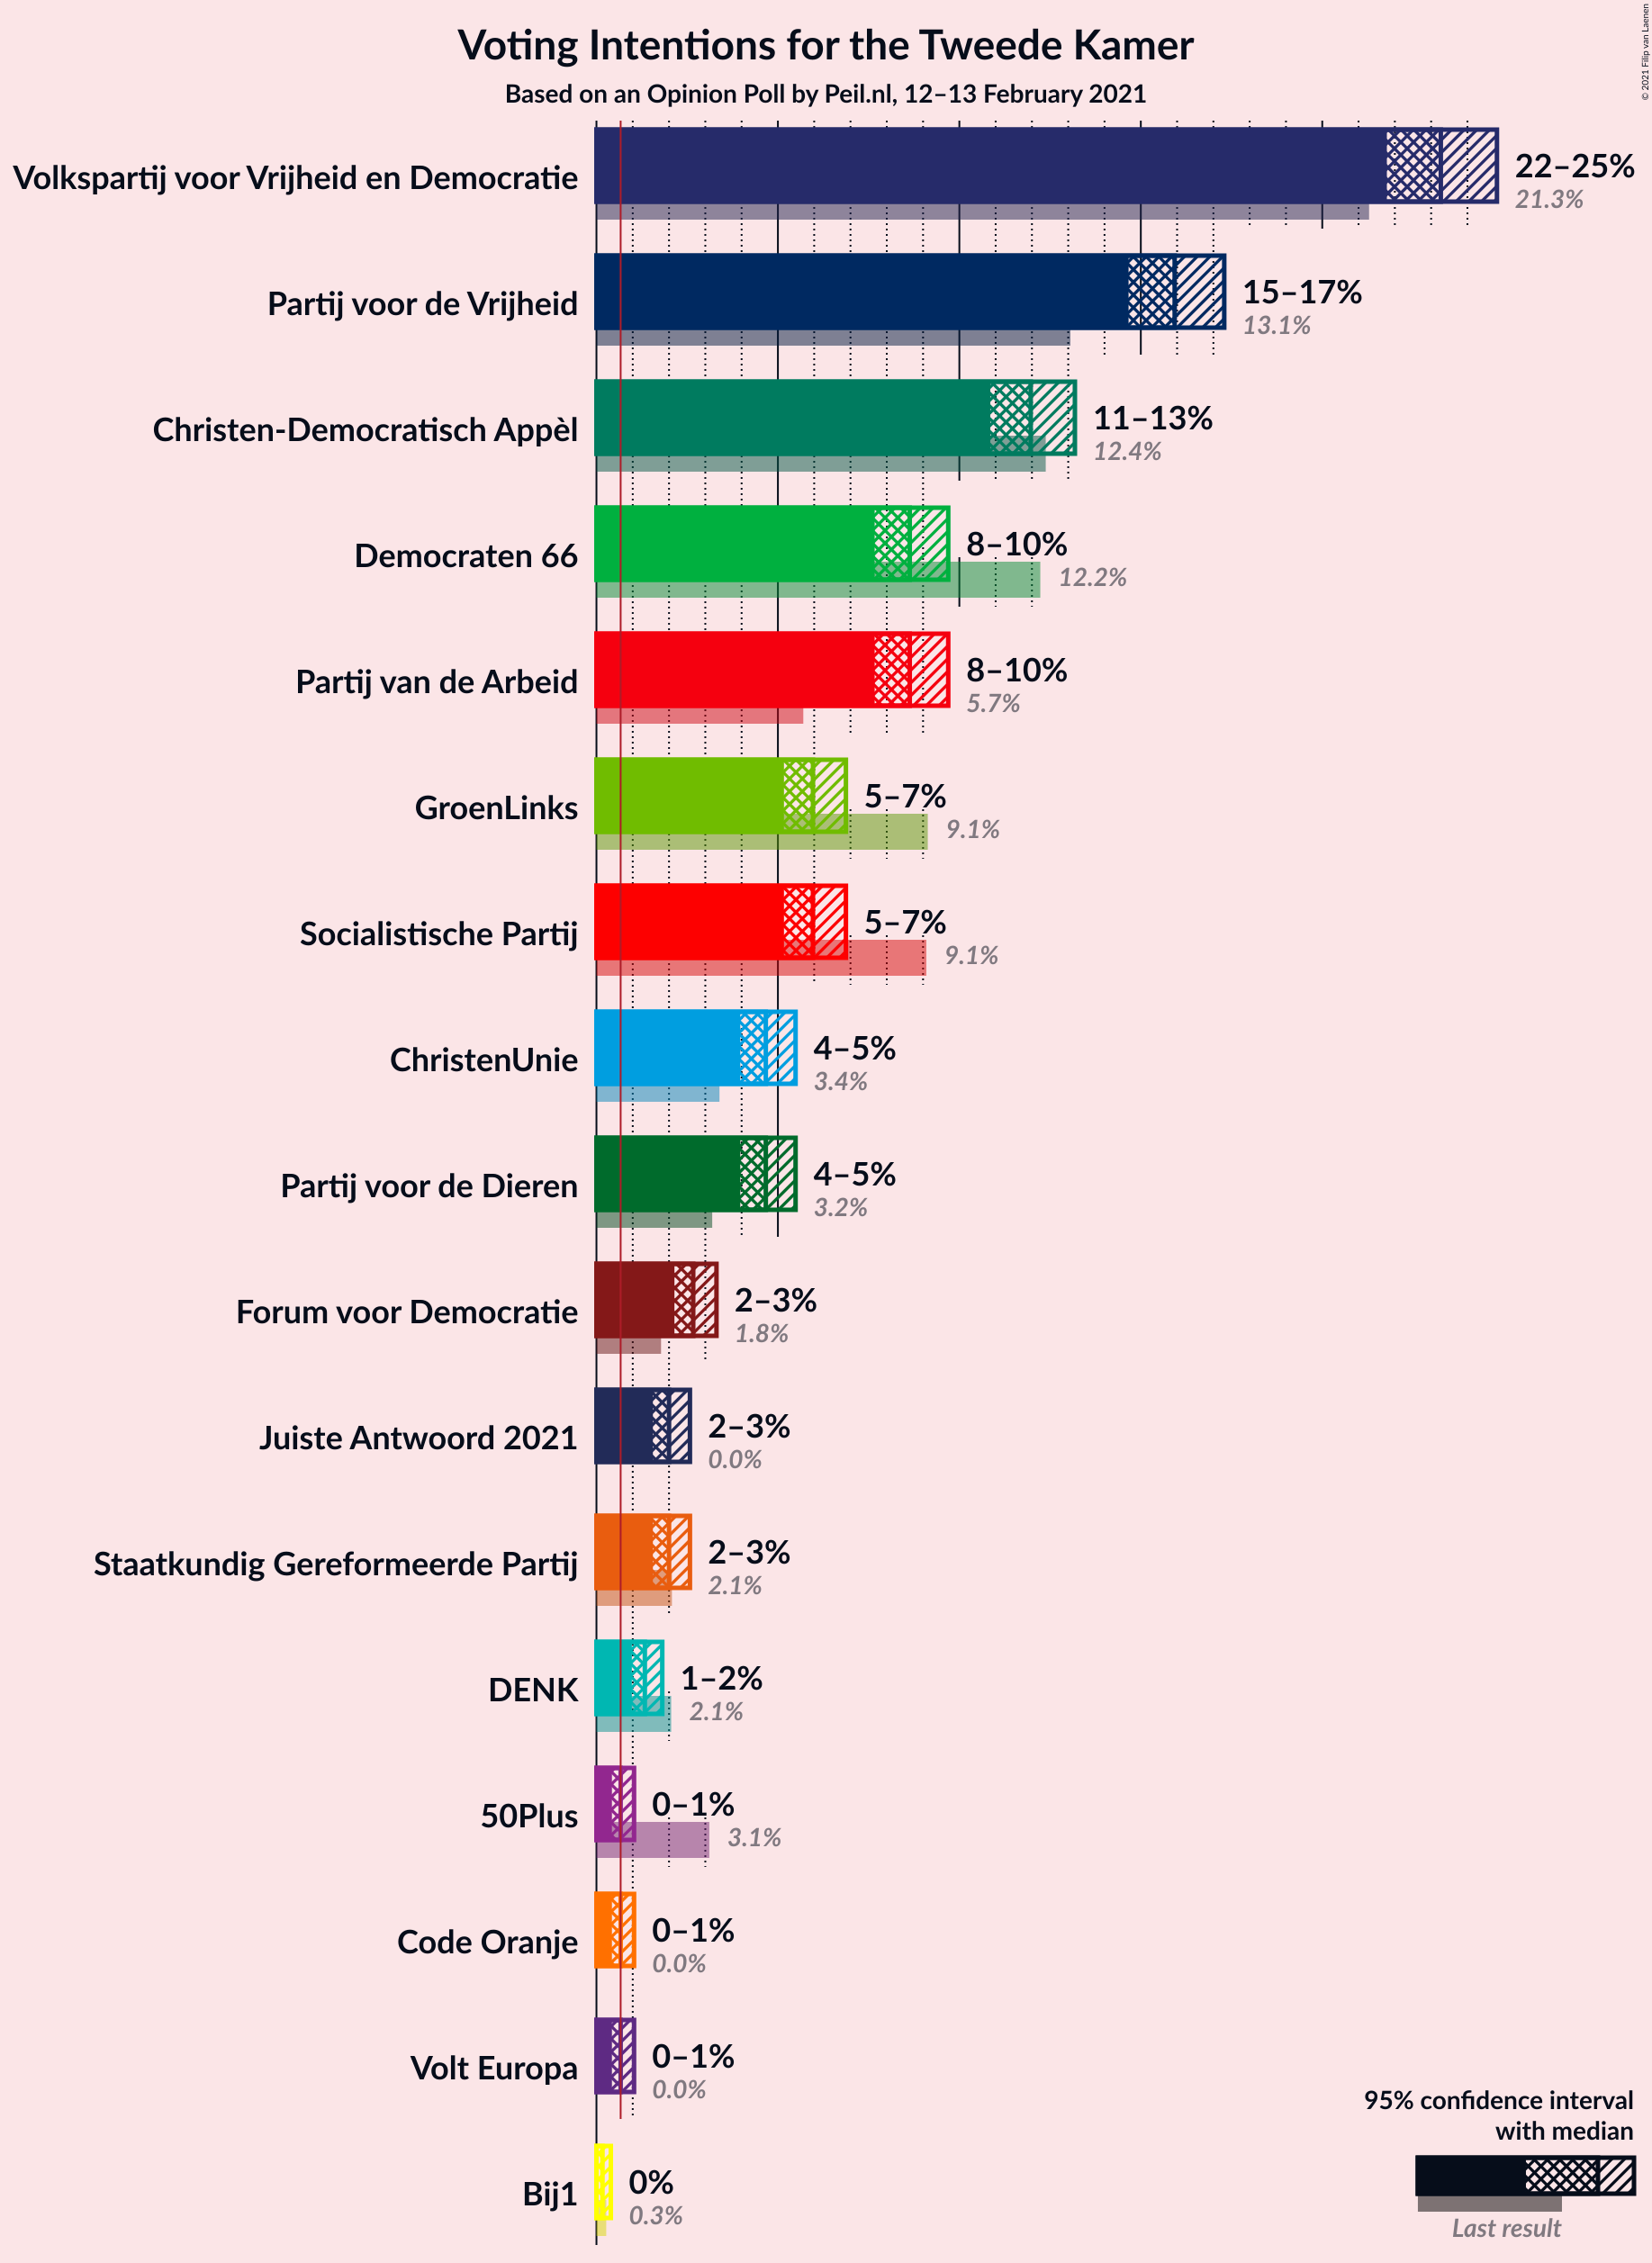 Voting Intentions for the Tweede Kamer
Based on an Opinion Poll by Peil.nl, 12–13 February 2021
© 2021 Filip van Laenen
Volkspartij voor Vrijheid en Democratie
22–25%
21.3%
Partij voor de Vrijheid
15–17%
13.1%
Christen-Democratisch Appèl
11–13%
12.4%
Democraten 66
8–10%
12.2%
Partij van de Arbeid
8–10%
5.7%
GroenLinks
5–7%
9.1%
Socialistische Partij
5–7%
9.1%
ChristenUnie
4–5%
3.4%
Partij voor de Dieren
4–5%
3.2%
Forum voor Democratie
2–3%
1.8%
Juiste Antwoord 2021
2–3%
0.0%
Staatkundig Gereformeerde Partij
2–3%
2.1%
DENK
1–2%
2.1%
50Plus
0–1%
3.1%
Code Oranje
0–1%
0.0%
Volt Europa
0–1%
0.0%
Bij1
0%
0.3%
95% confidence interval
with median
Last result